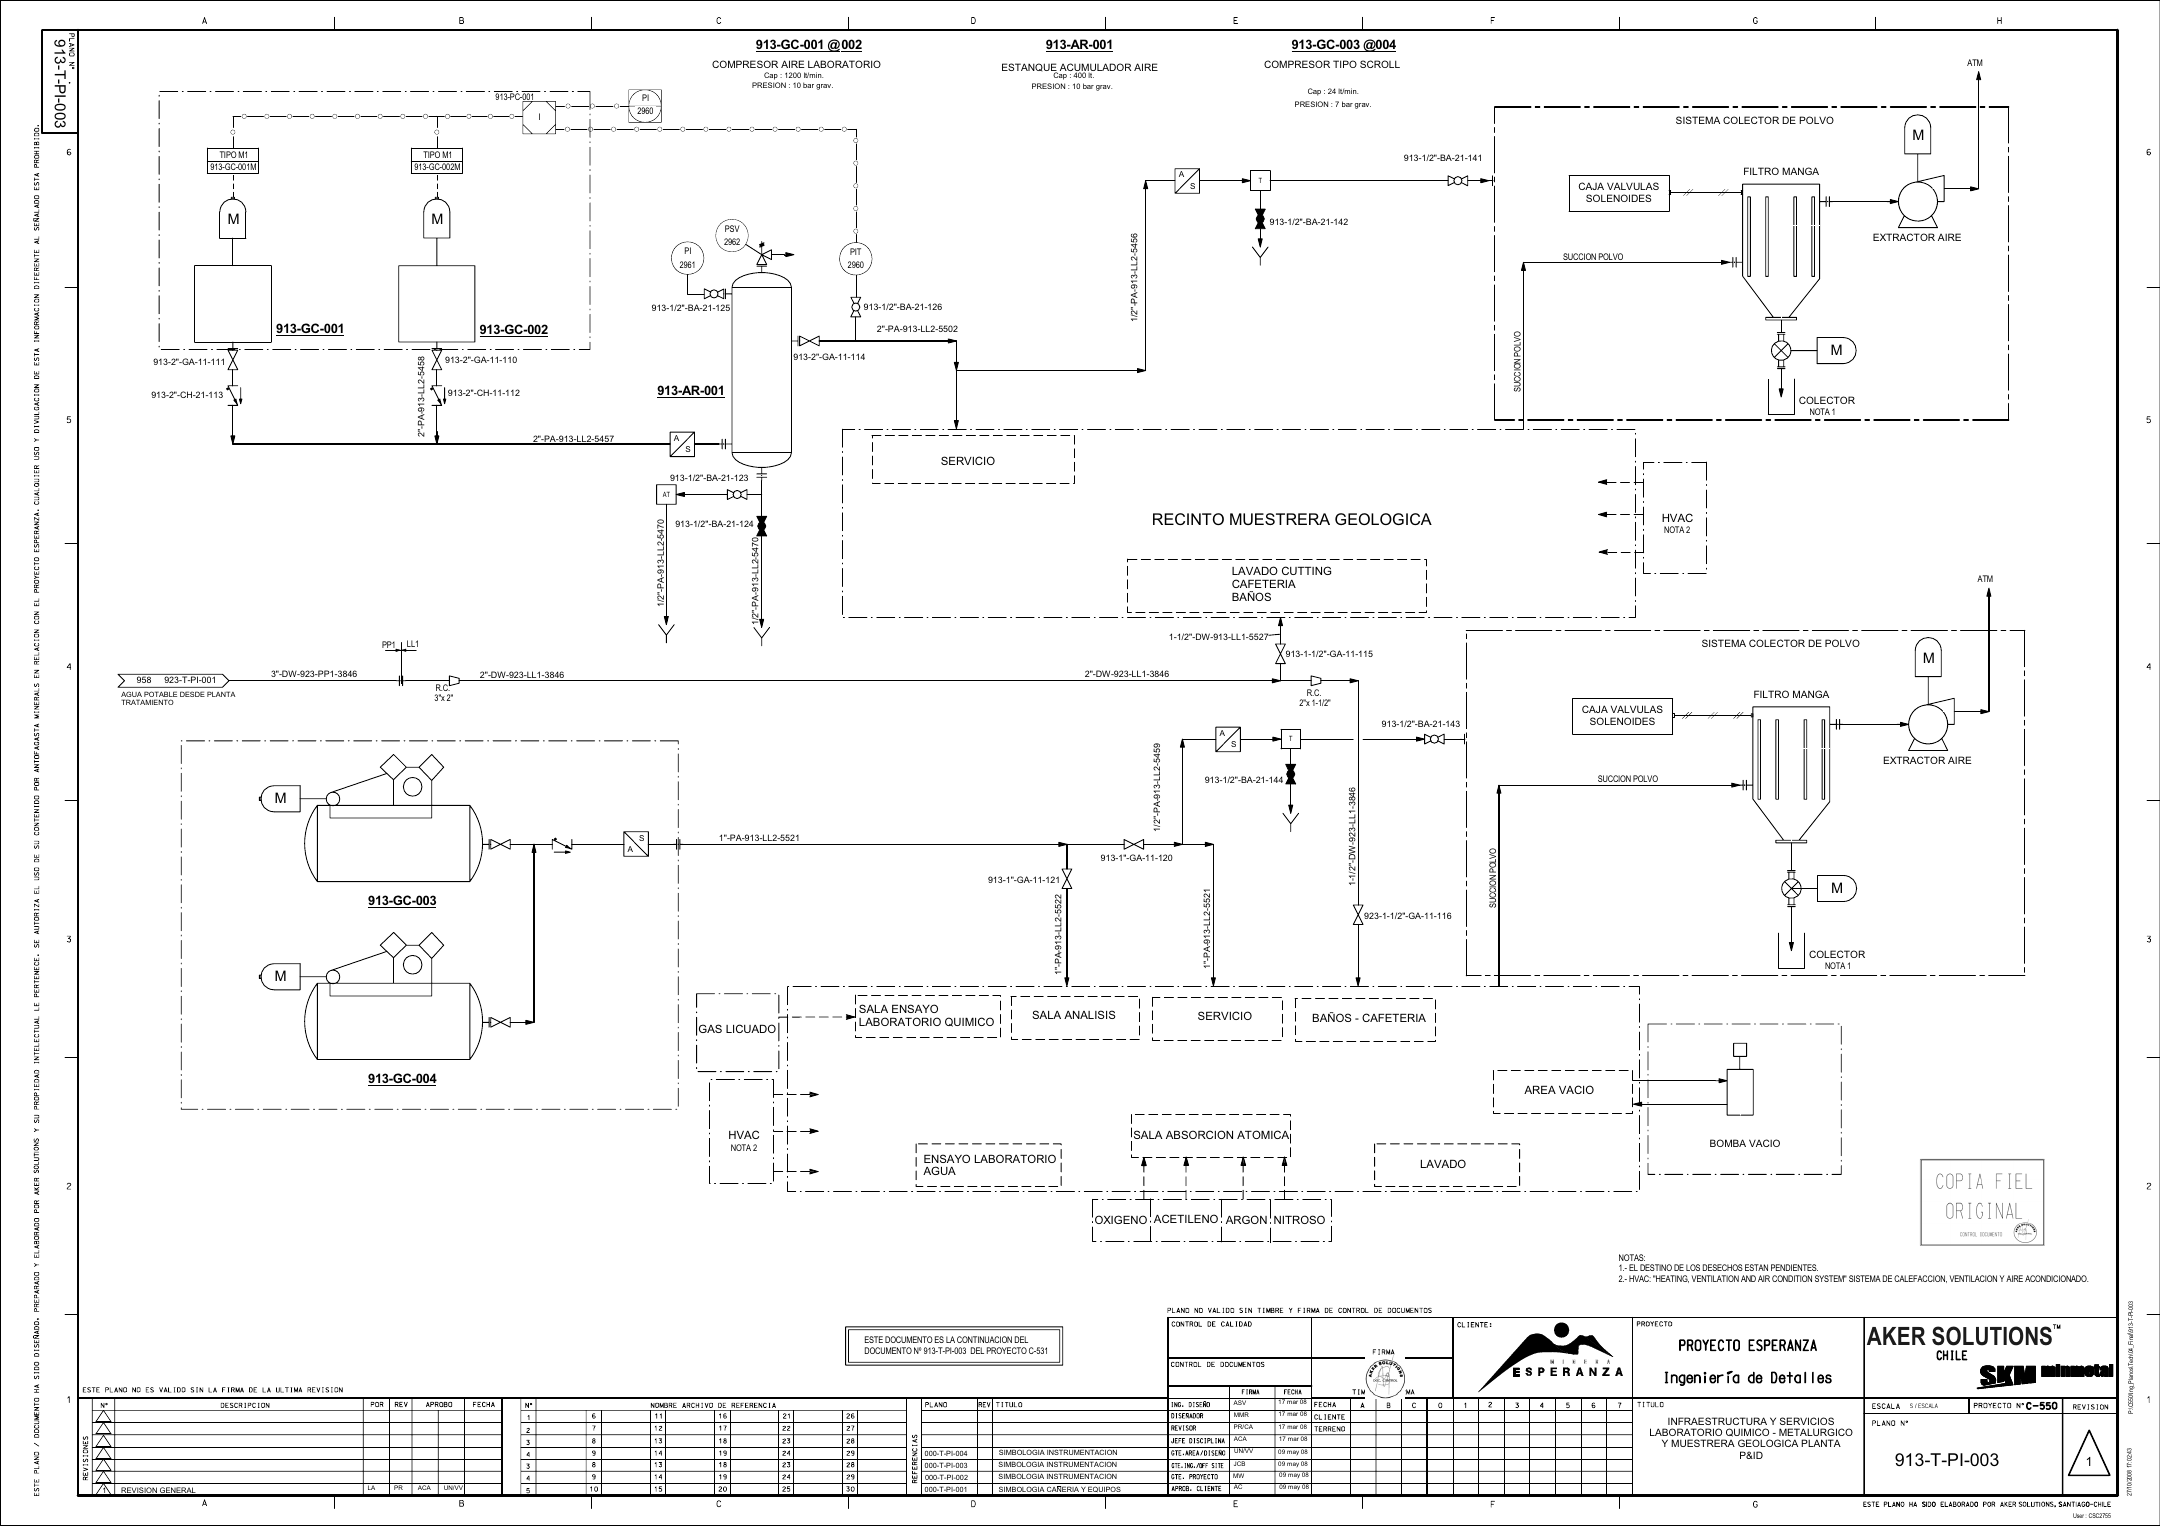 A B C D E F G H
PLANO N°
913-T-PI-003
913-GC-001 @002
COMPRESOR AIRE LABORATORIO
Cap : 1200 lt/min.
PRESION : 10 bar grav.
913-AR-001
ESTANQUE ACUMULADOR AIRE
Cap : 400 lt.
PRESION : 10 bar grav.
913-GC-003 @004
COMPRESOR TIPO SCROLL
Cap : 24 lt/min.
PRESION : 7 bar grav.
6
5
4
3
2
1
6
5
4
3
2
1
913-PC-001
I
PI
2960
TIPO M1
913-GC-001M
TIPO M1
913-GC-002M
M
M
913-GC-001
913-GC-002
913-2"-GA-11-111
913-2"-GA-11-110
913-2"-CH-21-113
913-2"-CH-11-112
2"-PA-913-LL2-5458
2"-PA-913-LL2-5457
A
S
PI
2961
PSV
2962
PIT
2960
913-1/2"-BA-21-125
913-1/2"-BA-21-126
2"-PA-913-LL2-5502
913-2"-GA-11-114
913-AR-001
913-1/2"-BA-21-123
AT
913-1/2"-BA-21-124
1/2"-PA-913-LL2-5470
1/2"-PA-913-LL2-5470
1/2"-PA-913-LL2-5456
A
S
T
913-1/2"-BA-21-141
913-1/2"-BA-21-142
ATM
SISTEMA COLECTOR DE POLVO
M
FILTRO MANGA
CAJA VALVULAS
SOLENOIDES
EXTRACTOR AIRE
SUCCION POLVO
SUCCION POLVO
M
COLECTOR
NOTA 1
SERVICIO
RECINTO MUESTRERA GEOLOGICA
HVAC
NOTA 2
LAVADO CUTTING
CAFETERIA
BAÑOS
1-1/2"-DW-913-LL1-5527
913-1-1/2"-GA-11-115
PP1
LL1
958 923-T-PI-001
AGUA POTABLE DESDE PLANTA
TRATAMIENTO
3"-DW-923-PP1-3846
R.C.
3"x 2"
2"-DW-923-LL1-3846
2"-DW-923-LL1-3846
R.C.
2"x 1-1/2"
ATM
SISTEMA COLECTOR DE POLVO
M
FILTRO MANGA
CAJA VALVULAS
SOLENOIDES
EXTRACTOR AIRE
SUCCION POLVO
SUCCION POLVO
M
COLECTOR
NOTA 1
M
913-GC-003
M
913-GC-004
S
A
1"-PA-913-LL2-5521
1/2"-PA-913-LL2-5459
A
S
T
913-1/2"-BA-21-143
913-1/2"-BA-21-144
913-1"-GA-11-120
913-1"-GA-11-121
1"-PA-913-LL2-5522
1"-PA-913-LL2-5521
1-1/2"-DW-923-LL1-3846
923-1-1/2"-GA-11-116
GAS LICUADO
SALA ENSAYO
LABORATORIO QUIMICO
SALA ANALISIS
SERVICIO
BAÑOS - CAFETERIA
HVAC
NOTA 2
AREA VACIO
BOMBA VACIO
ENSAYO LABORATORIO
AGUA
SALA ABSORCION ATOMICA
LAVADO
OXIGENO
ACETILENO
ARGON
NITROSO
COPIA FIEL
ORIGINAL
CONTROL DOCUMENTO
NOTAS:
1.- EL DESTINO DE LOS DESECHOS ESTAN PENDIENTES.
2.- HVAC: "HEATING, VENTILATION AND AIR CONDITION SYSTEM" SISTEMA DE CALEFACCION, VENTILACION Y AIRE ACONDICIONADO.
ESTE PLANO / DOCUMENTO HA SIDO DISEÑADO, PREPARADO Y ELABORADO POR AKER SOLUTIONS Y SU PROPIEDAD INTELECTUAL LE PERTENECE. SE AUTORIZA EL USO DE SU CONTENIDO POR ANTOFAGASTA MINERALS EN RELACION CON EL PROYECTO ESPERANZA. CUALQUIER USO Y DIVULGACION DE ESTA INFORMACION DIFERENTE AL SEÑALADO ESTA PROHIBIDO.
ESTE DOCUMENTO ES LA CONTINUACION DEL
DOCUMENTO Nº 913-T-PI-003 DEL PROYECTO C-531
PLANO NO VALIDO SIN TIMBRE Y FIRMA DE CONTROL DE DOCUMENTOS
ESTE PLANO NO ES VALIDO SIN LA FIRMA DE LA ULTIMA REVISION
REVISIONES
N° DESCRIPCION POR REV APROBO FECHA
1 REVISION GENERAL LA PR ACA UN/VV
N° NOMBRE ARCHIVO DE REFERENCIA
1 6 11 16 21 26
2 7 12 17 22 27
3 8 13 18 23 28
4 9 14 19 24 29
3 8 13 18 23 28
4 9 14 19 24 29
5 10 15 20 25 30
REFERENCIAS
PLANO REV TITULO
000-T-PI-004 SIMBOLOGIA INSTRUMENTACION
000-T-PI-003 SIMBOLOGIA INSTRUMENTACION
000-T-PI-002 SIMBOLOGIA INSTRUMENTACION
000-T-PI-001 SIMBOLOGIA CAÑERIA Y EQUIPOS
CONTROL DE CALIDAD
CONTROL DE DOCUMENTOS
FIRMA
TIM MA
FIRMA FECHA
ING. DISEÑO ASV 17 mar 08
DISEÑADOR MMR 17 mar 08
REVISOR PR/CA 17 mar 08
JEFE DISCIPLINA ACA 17 mar 08
GTE.AREA/DISEÑO UN/VV 09 may 08
GTE.ING./OFF SITE JCB 09 may 08
GTE. PROYECTO MW 09 may 08
APROB. CLIENTE AC 09 may 08
FECHA A B C 0 1 2 3 4 5 6 7
CLIENTE
TERRENO
CLIENTE:
MINERA
ESPERANZA
PROYECTO
PROYECTO ESPERANZA
Ingeniería de Detalles
AKER SOLUTIONS™
CHILE
SKM minmetal
TITULO
INFRAESTRUCTURA Y SERVICIOS
LABORATORIO QUIMICO - METALURGICO
Y MUESTRERA GEOLOGICA PLANTA
P&ID
ESCALA S/ESCALA
PROYECTO N°C-550
REVISION
PLANO N°
913-T-PI-003
1
A B C D E F G
ESTE PLANO HA SIDO ELABORADO POR AKER SOLUTIONS, SANTIAGO-CHLE
User : CSC2755
27/10/2008 17:02:43